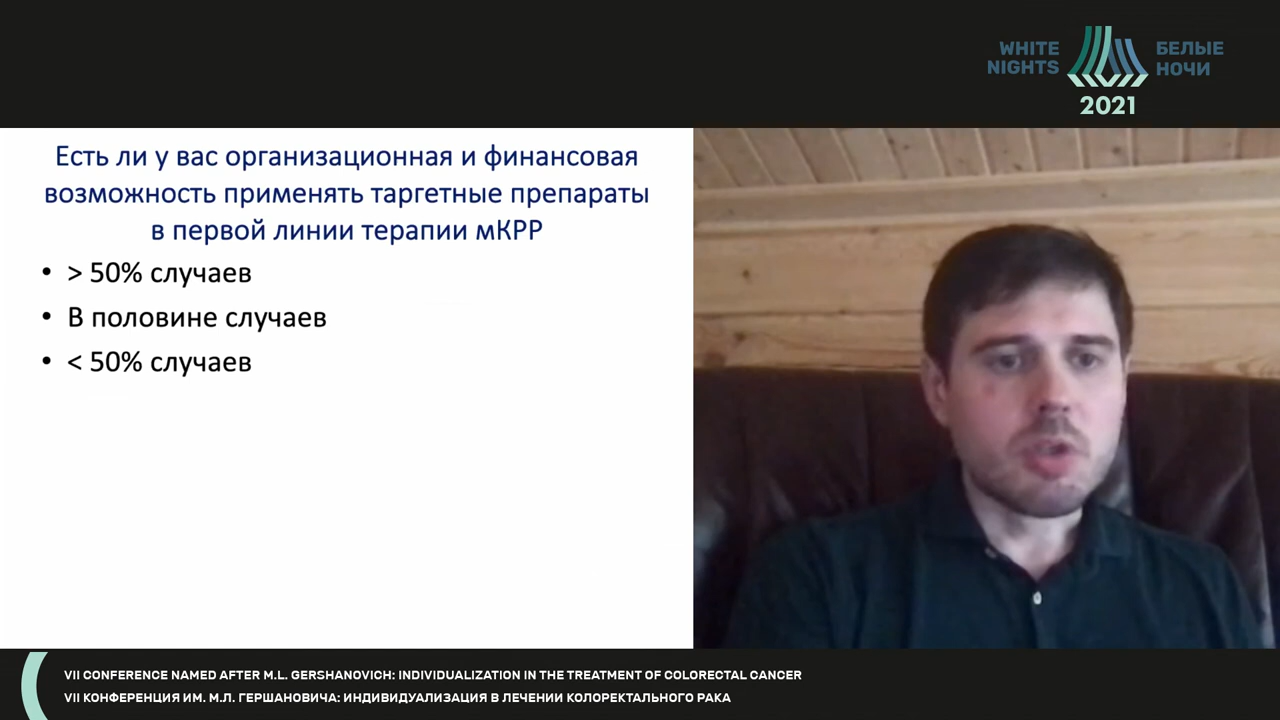 WHITE
NIGHTS
БЕЛЫЕ
НОЧИ
2021
Есть ли у вас организационная и финансовая
возможность применять таргетные препараты
в первой линии терапии мКРР
• > 50% случаев
• В половине случаев
• < 50% случаев
VII CONFERENCE NAMED AFTER M.L. GERSHANOVICH: INDIVIDUALIZATION IN THE TREATMENT OF COLORECTAL CANCER
VII КОНФЕРЕНЦИЯ ИМ. М.Л. ГЕРШАНОВИЧА: ИНДИВИДУАЛИЗАЦИЯ В ЛЕЧЕНИИ КОЛОРЕКТАЛЬНОГО РАКА